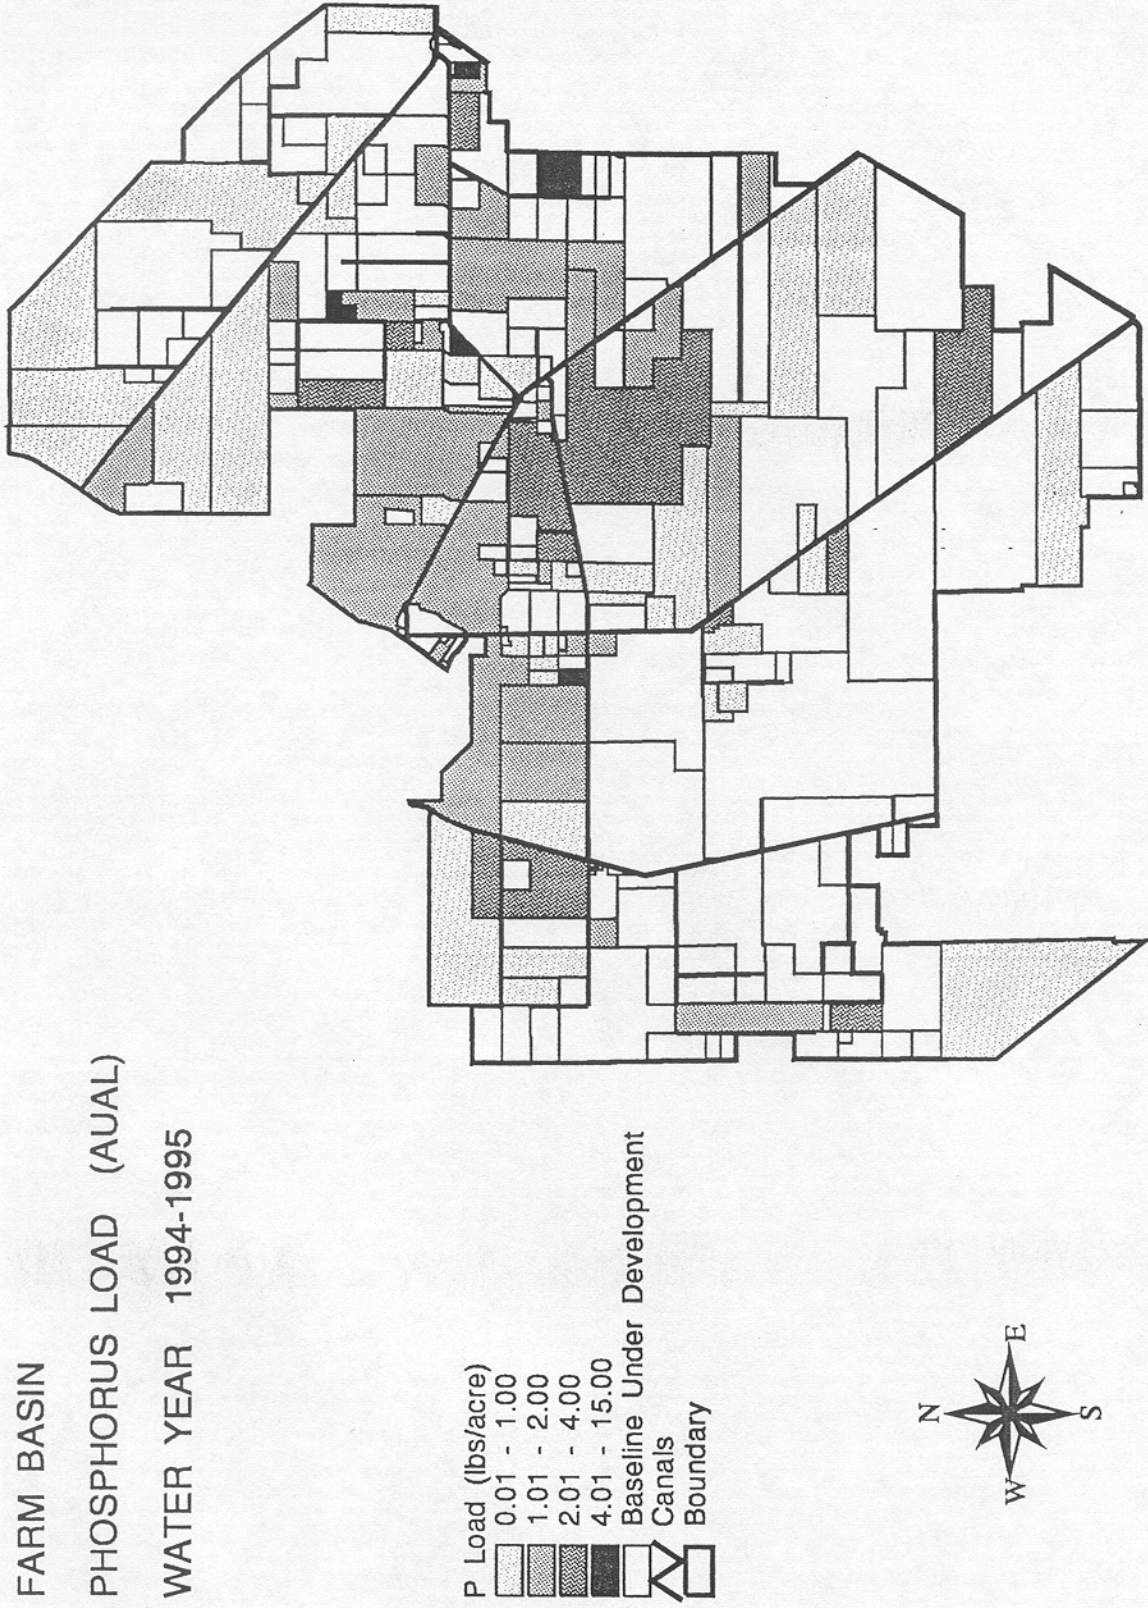 FARM BASIN
PHOSPHORUS LOAD (AUAL)
WATER YEAR 1994-1995
P Load (lbs/acre)
0.01 - 1.00
1.01 - 2.00
2.01 - 4.00
4.01 - 15.00
Baseline Under Development
Canals
Boundary
N
W E
S